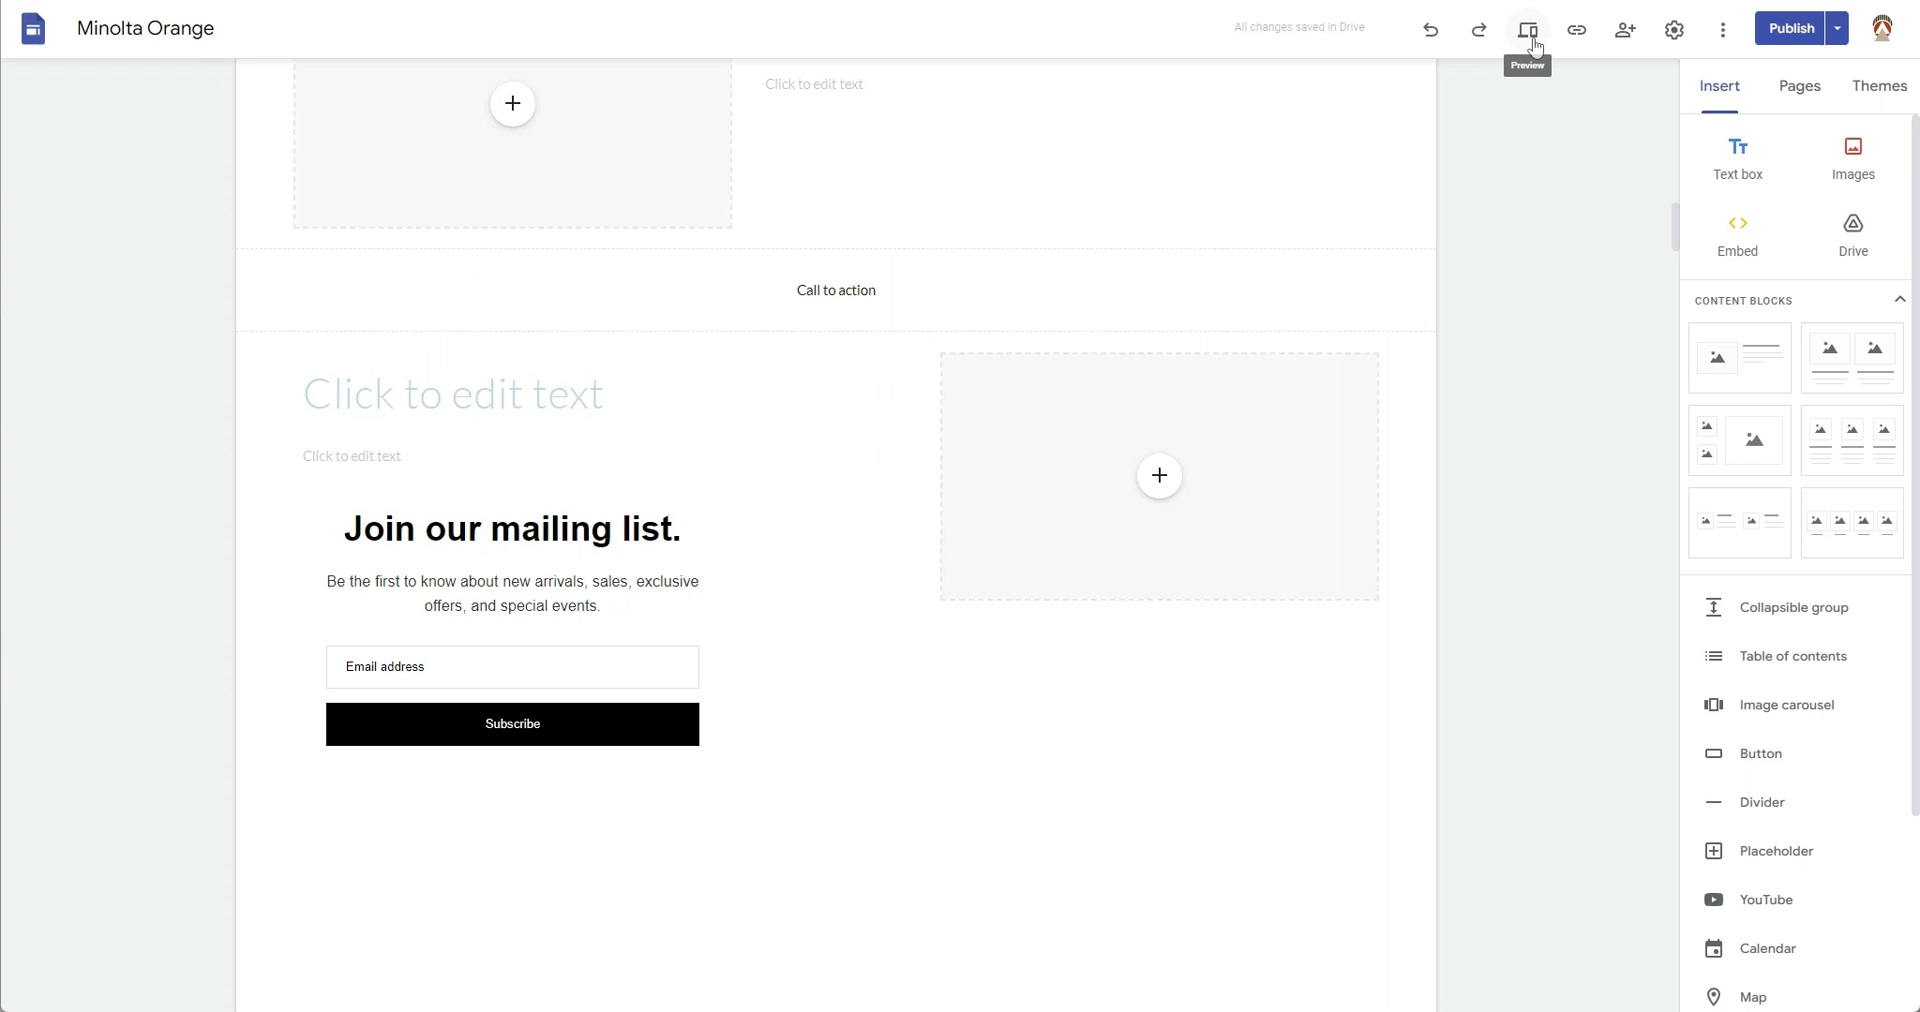 Minolta Orange
All changes saved in Drive
Publish
Preview
Insert
Pages
Themes
Click to edit text
Text box
Images
Embed
Drive
Call to action
CONTENT BLOCKS
Click to edit text
Click to edit text
Join our mailing list.
Be the first to know about new arrivals, sales, exclusive
offers, and special events.
Email address
Subscribe
Collapsible group
Table of contents
Image carousel
Button
Divider
Placeholder
YouTube
Calendar
Map